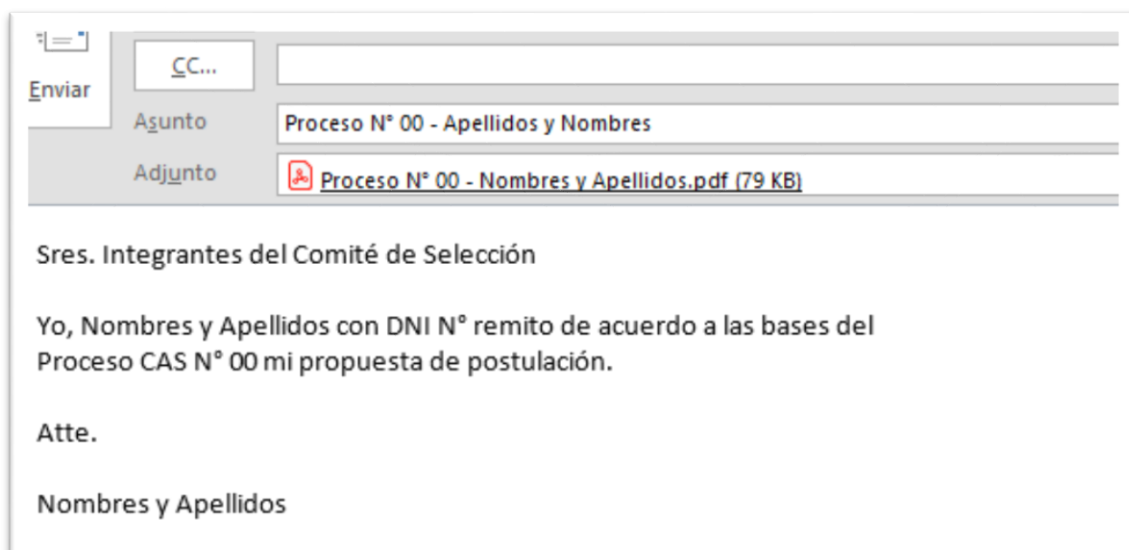 Enviar
CC...
Asunto
Proceso N° 00 - Apellidos y Nombres
Adjunto
Proceso N° 00 - Nombres y Apellidos.pdf (79 KB)
Sres. Integrantes del Comité de Selección
Yo, Nombres y Apellidos con DNI N° remito de acuerdo a las bases del
Proceso CAS N° 00 mi propuesta de postulación.
Atte.
Nombres y Apellidos